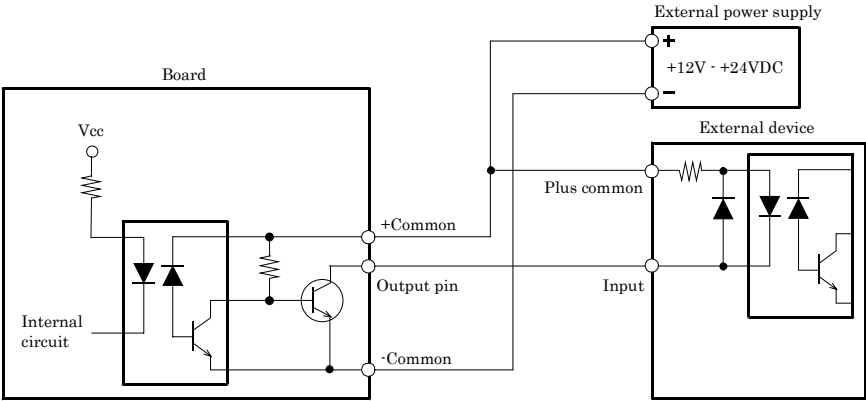 External power supply
+
+12V - +24VDC
−
Board
External device
Vcc
Plus common
+Common
Output pin
Input
Internal
circuit
-Common